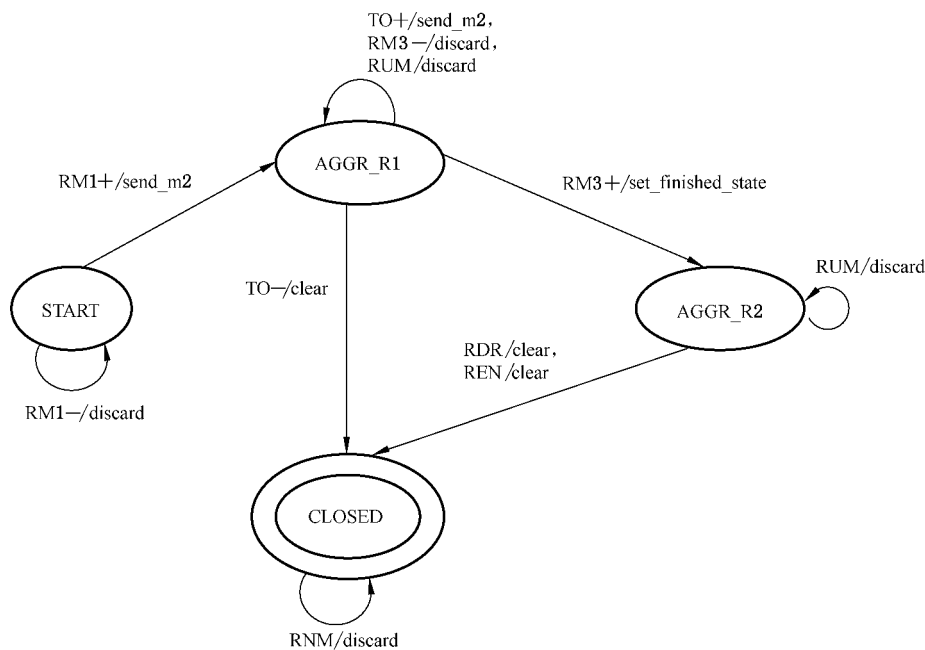 TO+/send_m2,
RM3−/discard,
RUM/discard
AGGR_R1
RM1+/send_m2
RM3+/set_finished_state
RUM/discard
START
TO−/clear
AGGR_R2
RDR/clear,
REN/clear
RM1−/discard
CLOSED
RNM/discard